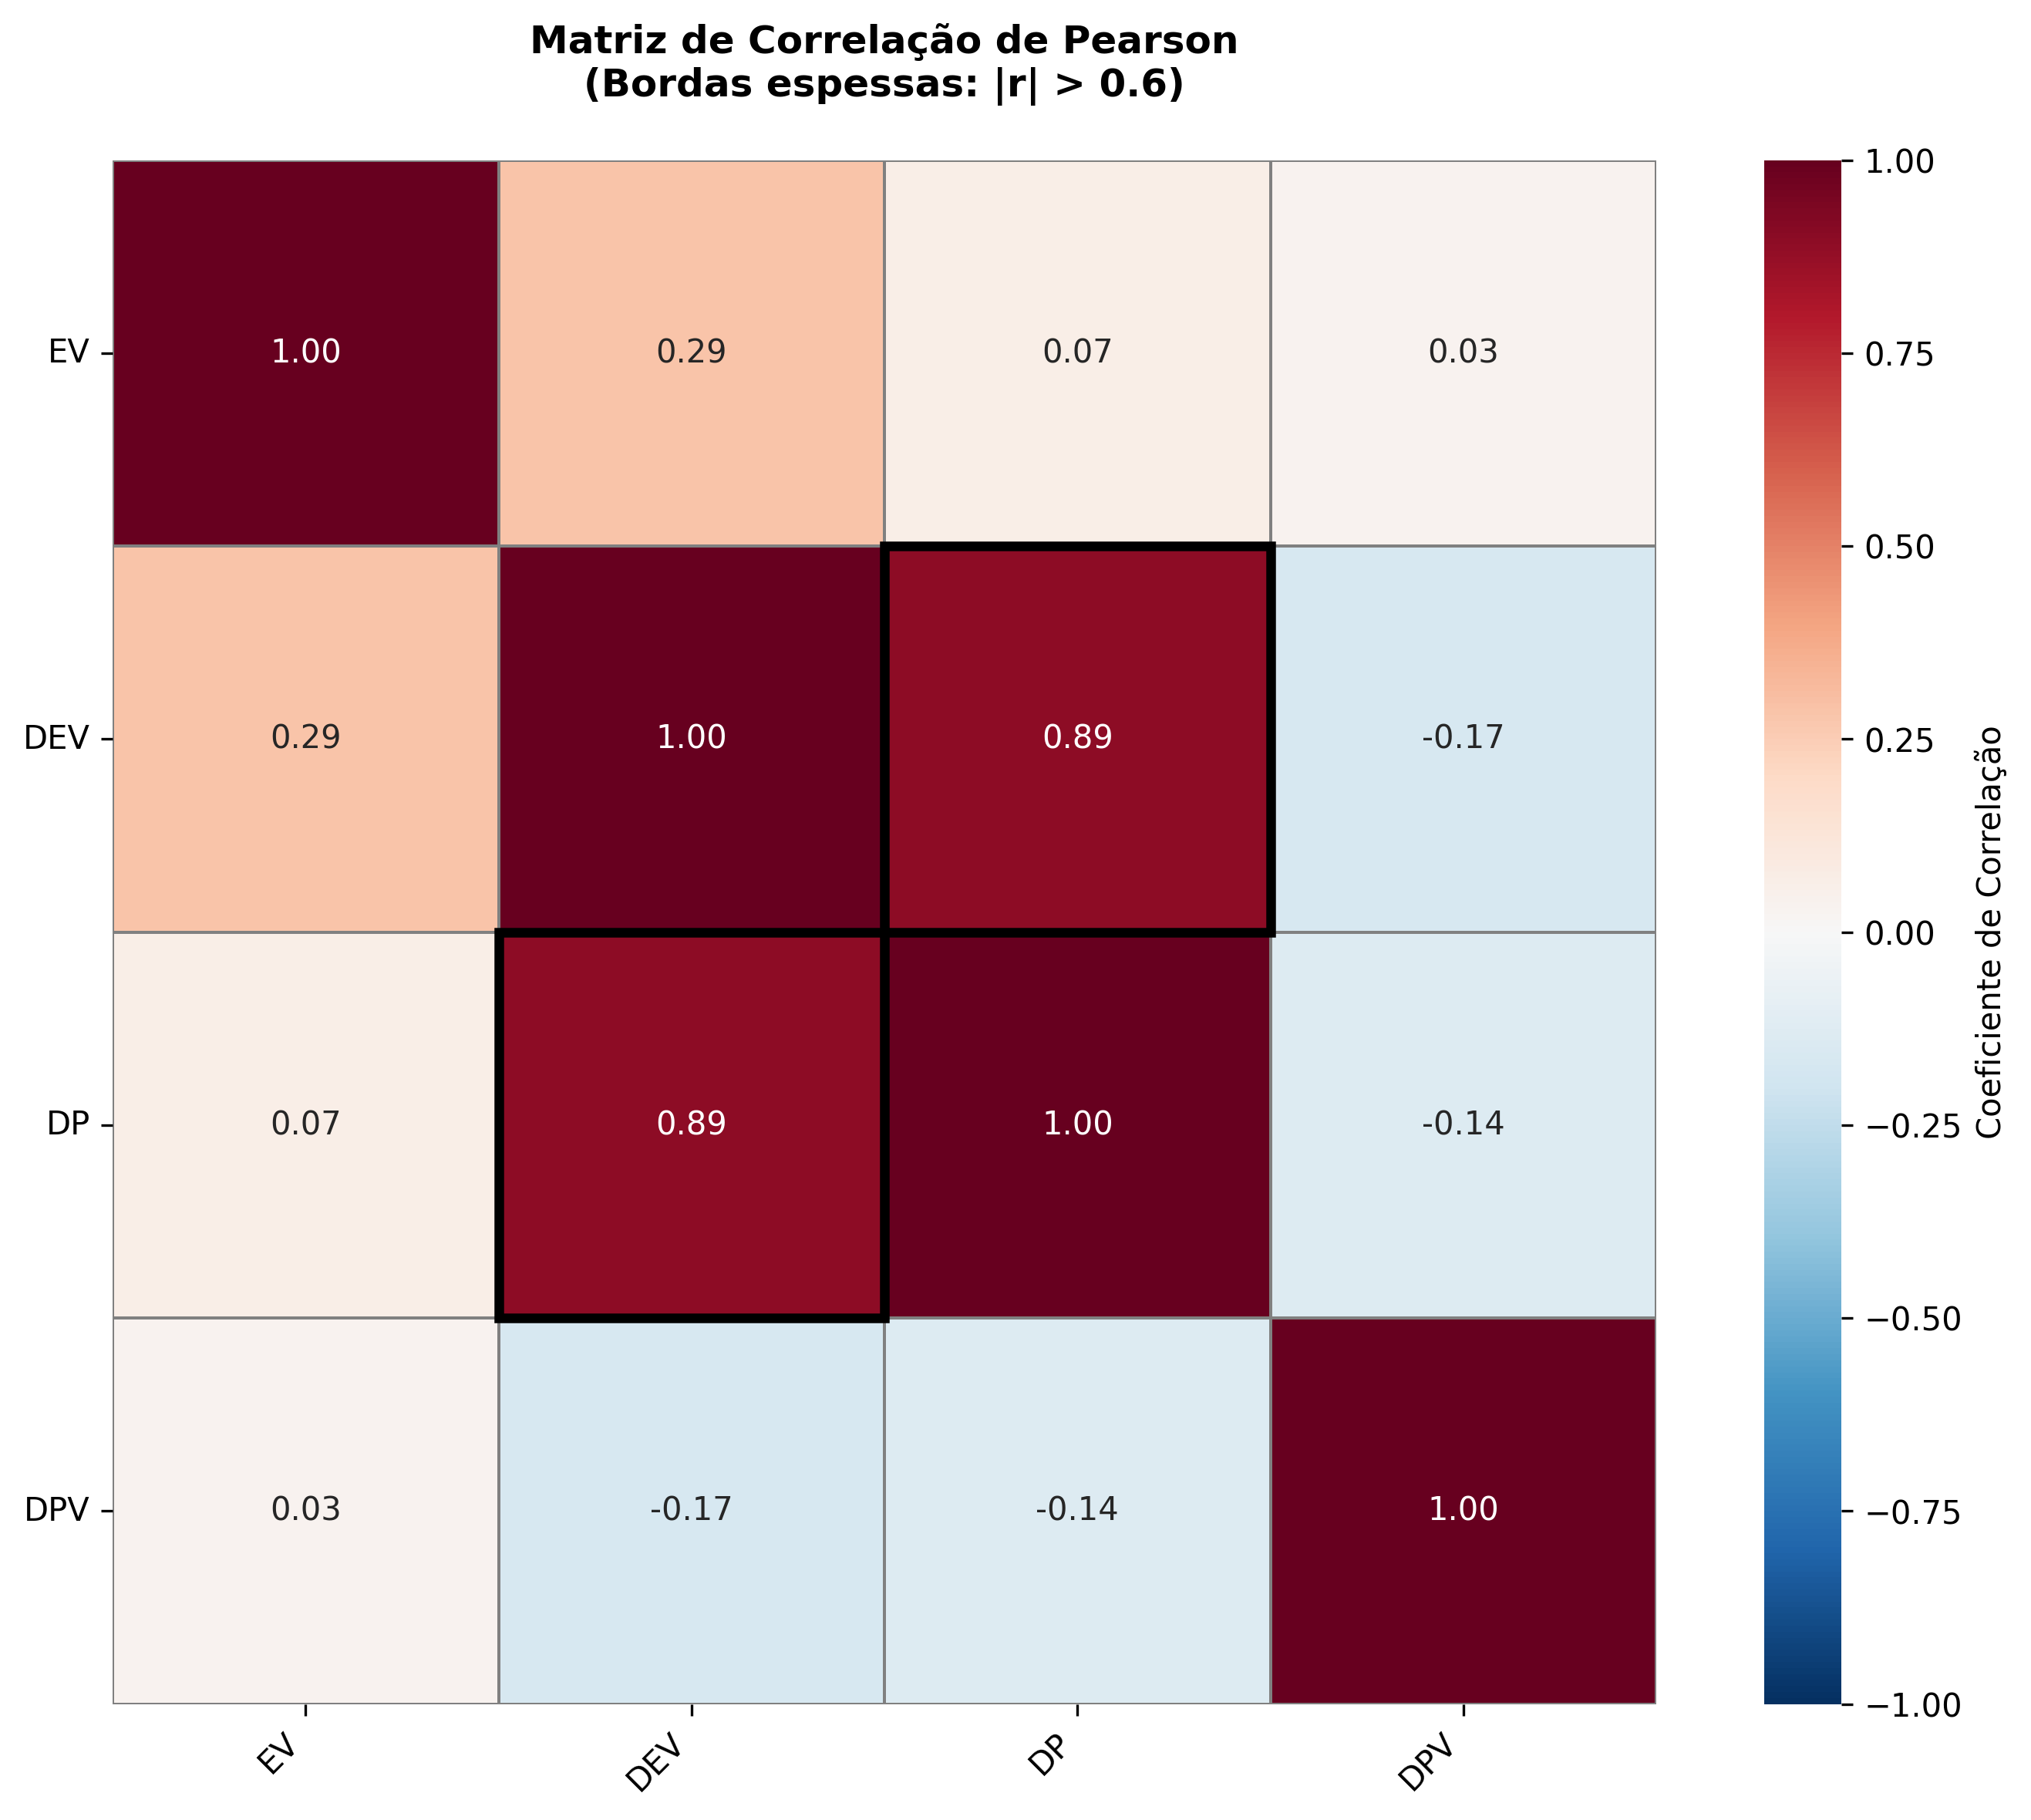 Matriz de Correlação de Pearson
(Bordas espessas: |r| > 0.6)
EV 1.00 0.29 0.07 0.03
DEV 0.29 1.00 0.89 -0.17
DP 0.07 0.89 1.00 -0.14
DPV 0.03 -0.17 -0.14 1.00
EV DEV DP DPV
1.00
0.75
0.50
0.25
0.00
−0.25
−0.50
−0.75
−1.00
Coeficiente de Correlação